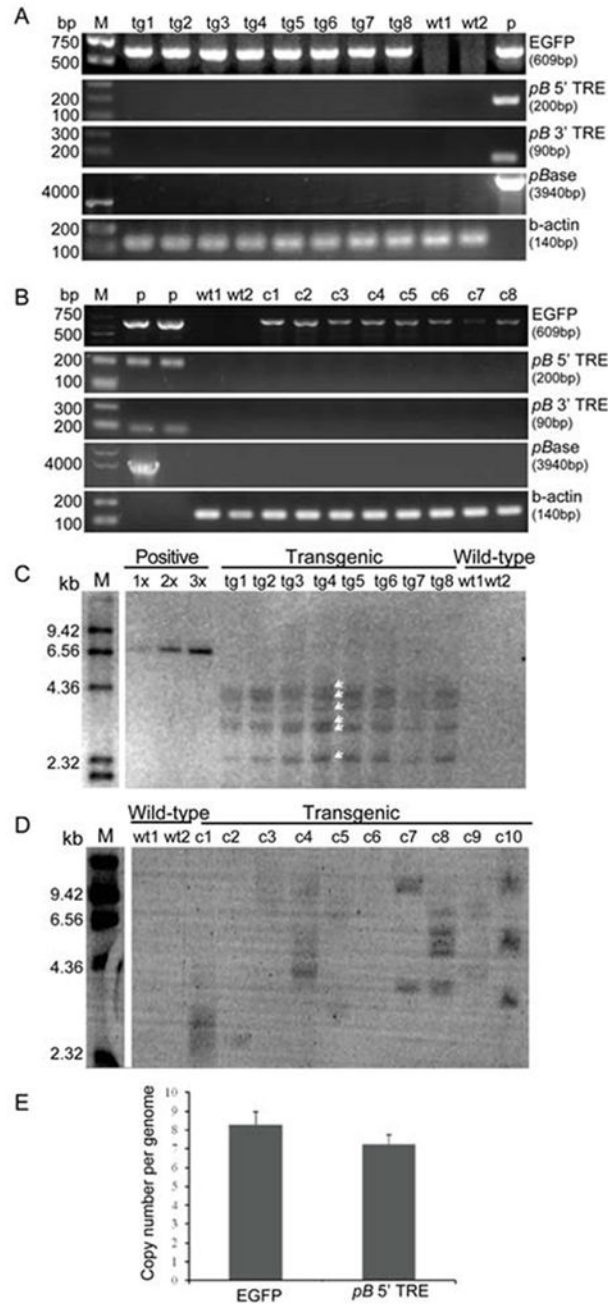 A
bp M tg1 tg2 tg3 tg4 tg5 tg6 tg7 tg8 wt1 wt2 p
750
500
EGFP
(609bp)
200
100
pB 5' TRE
(200bp)
300
200
pB 3' TRE
(90bp)
4000
pBase
(3940bp)
200
100
b-actin
(140bp)
B
bp M p p wt1 wt2 c1 c2 c3 c4 c5 c6 c7 c8
750
500
EGFP
(609bp)
200
100
pB 5' TRE
(200bp)
300
200
pB 3' TRE
(90bp)
4000
pBase
(3940bp)
200
100
b-actin
(140bp)
C
Positive Transgenic Wild-type
kb M 1x 2x 3x tg1 tg2 tg3 tg4 tg5 tg6 tg7 tg8 wt1wt2
9.42
6.56
4.36
2.32
D
Wild-type Transgenic
kb M wt1 wt2 c1 c2 c3 c4 c5 c6 c7 c8 c9 c10
9.42
6.56
4.36
2.32
E
Copy number per genome
10
9
8
7
6
5
4
3
2
1
0
EGFP pB 5' TRE